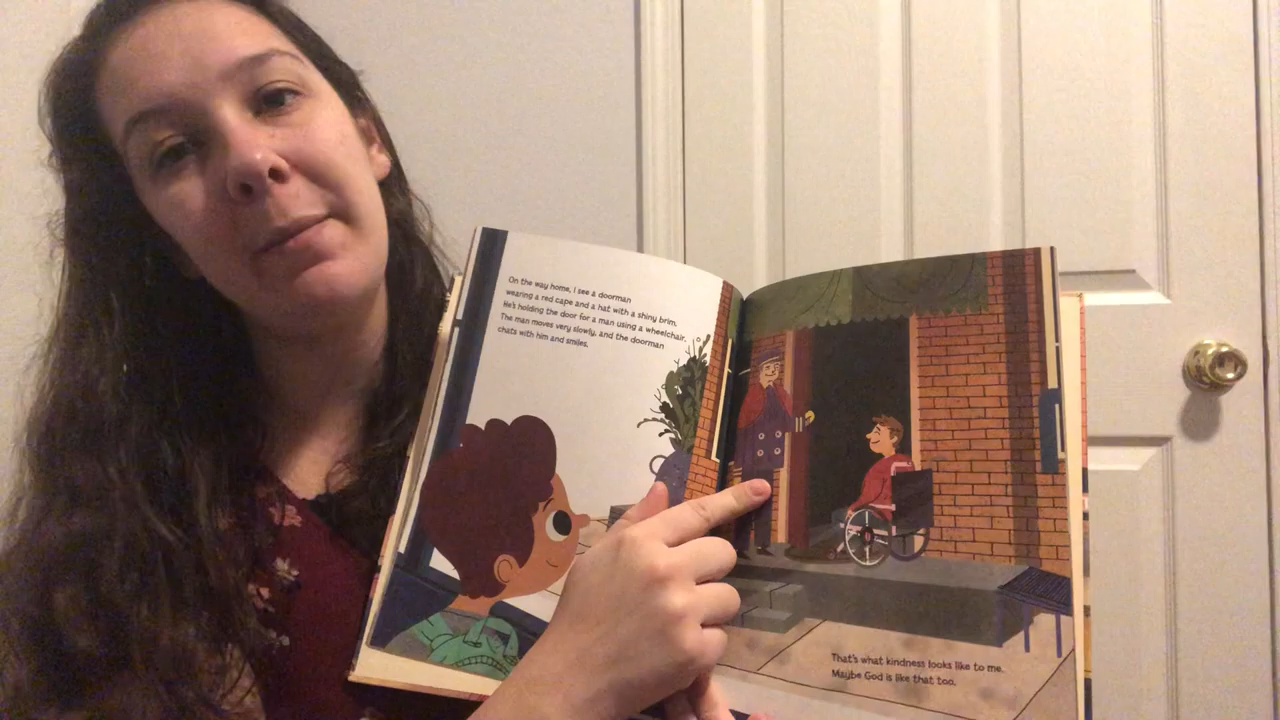 On the way home, I see a doorman
wearing a red cape and a hat with a shiny brim.
He's holding the door for a man using a wheelchair.
The man moves very slowly, and the doorman
chats with him and smiles.
That's what kindness looks like to me.
Maybe God is like that too.